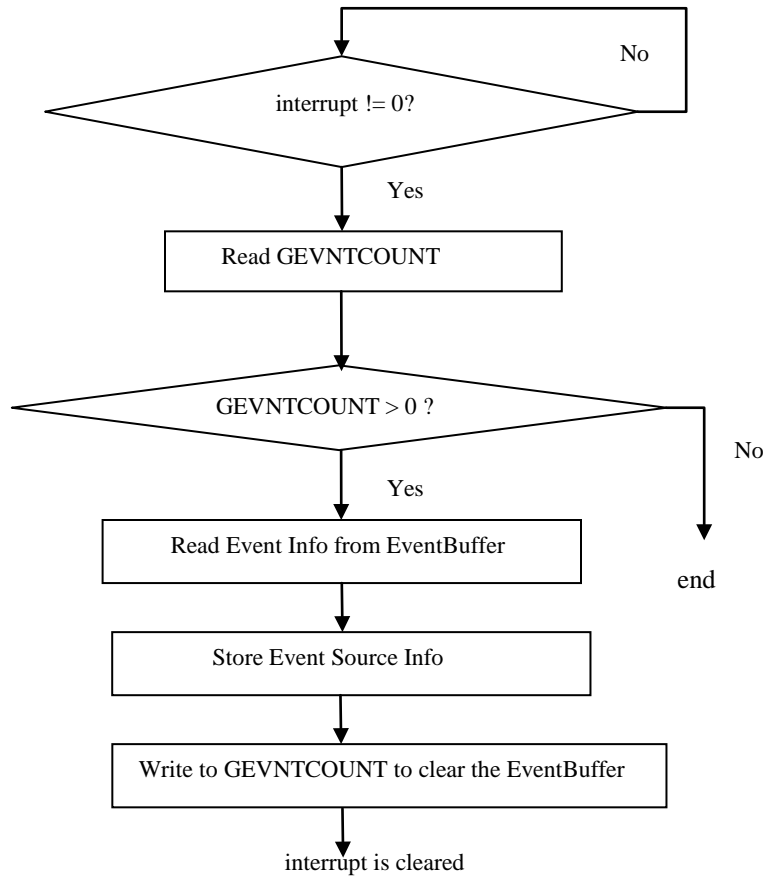 No
interrupt != 0?
Yes
Read GEVNTCOUNT
GEVNTCOUNT > 0 ?
No
Yes
Read Event Info from EventBuffer
end
Store Event Source Info
Write to GEVNTCOUNT to clear the EventBuffer
interrupt is cleared